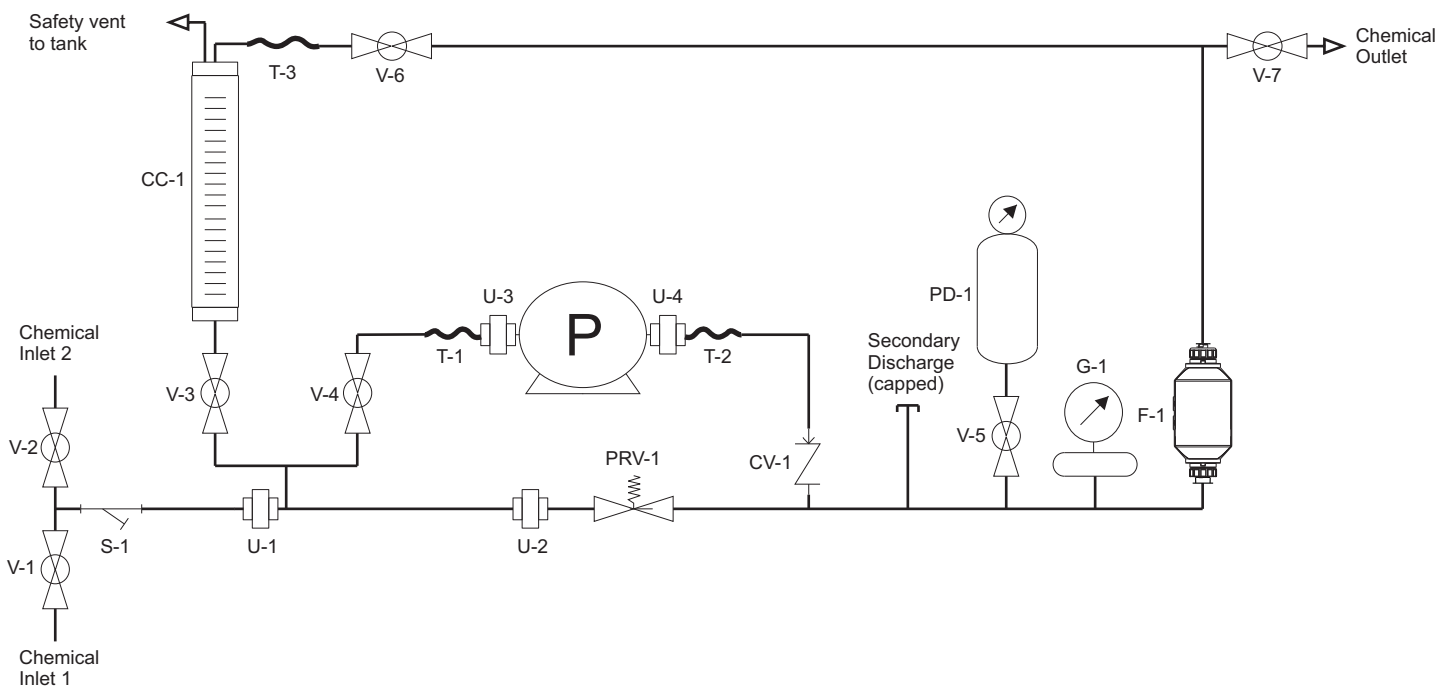 Safety vent
to tank
T-3
V-6
V-7
Chemical
Outlet
CC-1
U-3
P
U-4
T-1
T-2
PD-1
Secondary
Discharge
(capped)
G-1
F-1
Chemical
Inlet 2
V-3
V-4
V-2
V-5
PRV-1
CV-1
S-1
U-1
U-2
V-1
Chemical
Inlet 1